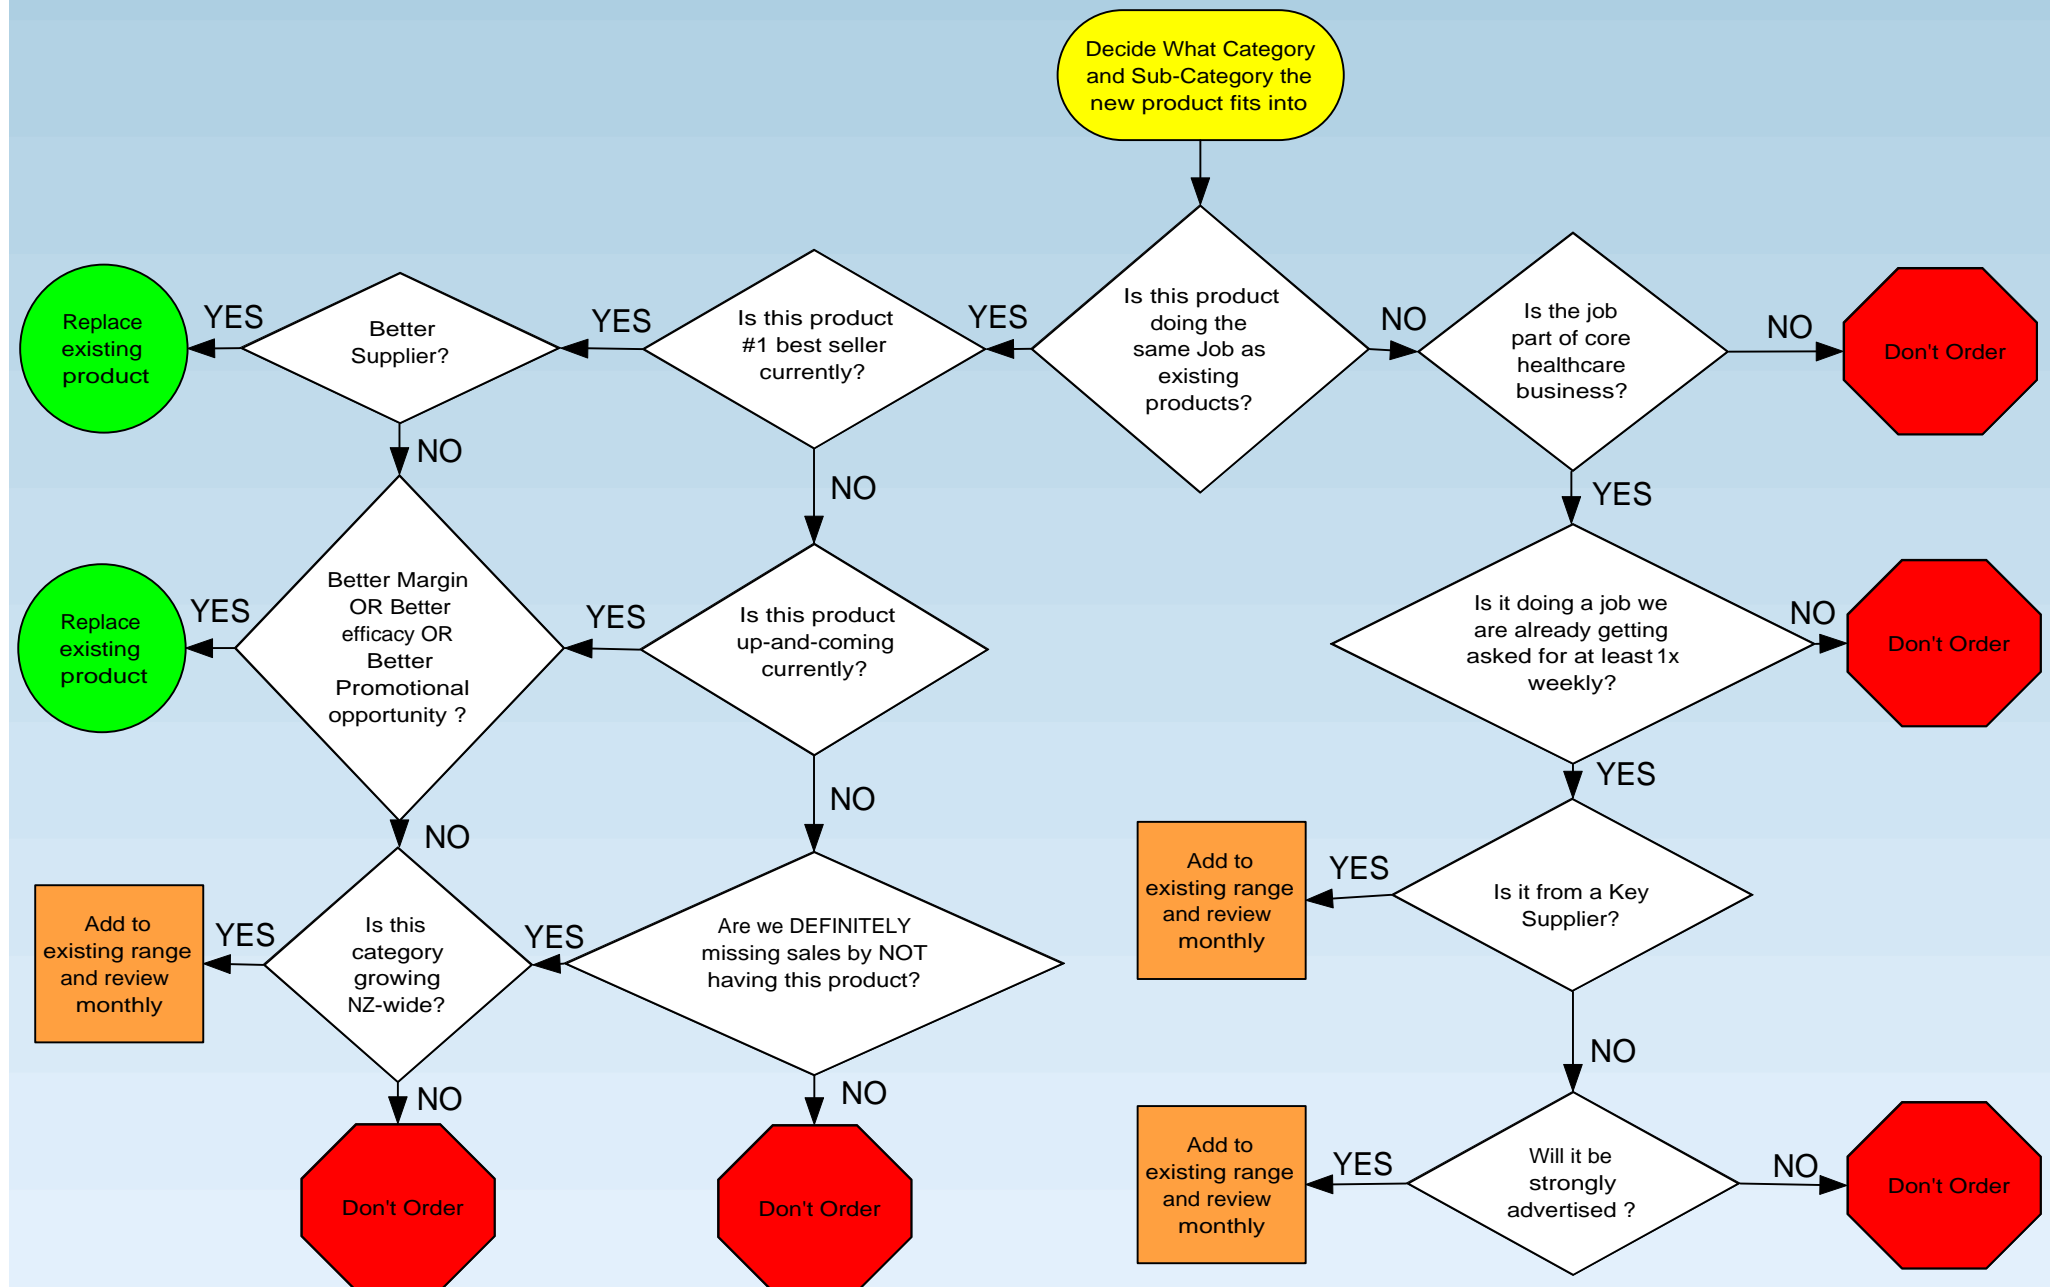 Decide What Category
and Sub-Category the
new product fits into
Replace
existing
product
YES
Better
Supplier?
YES
Is this product
#1 best seller
currently?
YES
Is this product
doing the
same Job as
existing
products?
NO
Is the job
part of core
healthcare
business?
NO
Don't Order
NO
NO
YES
Replace
existing
product
YES
Better Margin
OR Better
efficacy OR
Better
Promotional
opportunity ?
YES
Is this product
up-and-coming
currently?
Is it doing a job we
are already getting
asked for at least 1x
weekly?
NO
Don't Order
NO
NO
YES
Add to
existing range
and review
monthly
YES
Is this
category
growing
NZ-wide?
YES
Are we DEFINITELY
missing sales by NOT
having this product?
Add to
existing range
and review
monthly
YES
Is it from a Key
Supplier?
NO
NO
NO
Don't Order
Don't Order
Add to
existing range
and review
monthly
YES
Will it be
strongly
advertised ?
NO
Don't Order